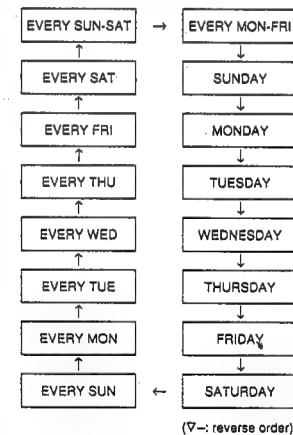 EVERY SUN-SAT → EVERY MON-FRI
EVERY SAT SUNDAY
EVERY FRI MONDAY
EVERY THU TUESDAY
EVERY WED WEDNESDAY
EVERY TUE THURSDAY
EVERY MON FRIDAY
EVERY SUN ← SATURDAY
(∇–: reverse order)